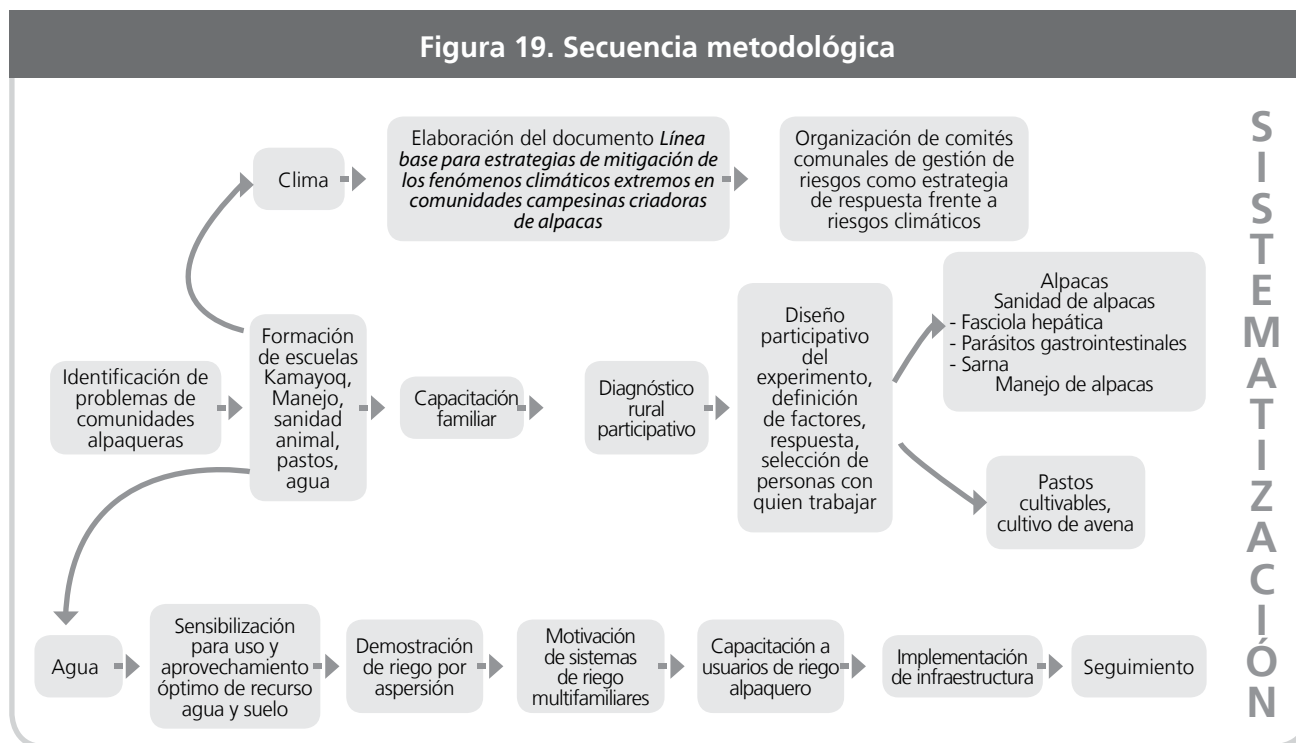 Figura 19. Secuencia metodológica
Clima
Elaboración del documento Línea
base para estrategias de mitigación de
los fenómenos climáticos extremos en
comunidades campesinas criadoras
de alpacas
Organización de comités
comunales de gestión de
riesgos como estrategia
de respuesta frente a
riesgos climáticos
Identificación de
problemas de
comunidades
alpaqueras
Formación
de escuelas
Kamayoq,
Manejo,
sanidad
animal,
pastos,
agua
Capacitación
familiar
Diagnóstico
rural
participativo
Diseño
participativo
del
experimento,
definición
de factores,
respuesta,
selección de
personas con
quien trabajar
Alpacas
Sanidad de alpacas
- Fasciola hepática
- Parásitos gastrointestinales
- Sarna
Manejo de alpacas
Pastos
cultivables,
cultivo de avena
Agua
Sensibilización
para uso y
aprovechamiento
óptimo de recurso
agua y suelo
Demostración
de riego por
aspersión
Motivación
de sistemas
de riego
multifamiliares
Capacitación a
usuarios de riego
alpaquero
Implementación
de infraestructura
Seguimiento
SISTEMATIZACIÓN